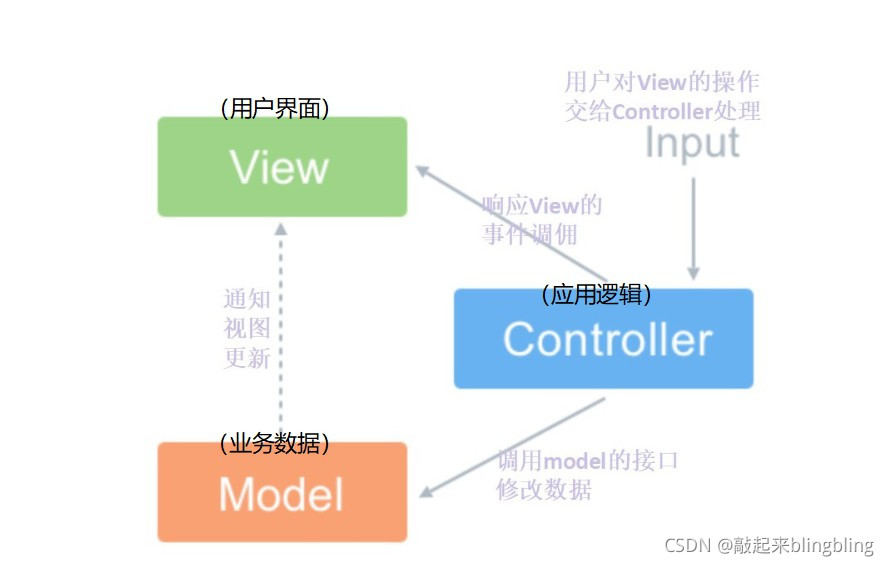 用户对View的操作
交给Controller处理
Input
（用户界面）
View
响应View的
事件调佣
通知
视图
更新
（应用逻辑）
Controller
（业务数据）
Model
调用model的接口
修改数据
CSDN @敲起来blingbling